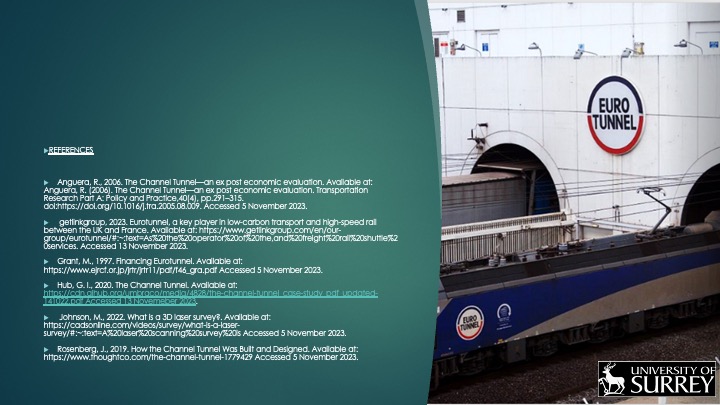 REFERENCES
Anguera, R., 2006. The Channel Tunnel—an ex post economic evaluation. Available at:
Anguera, R. (2006). The Channel Tunnel—an ex post economic evaluation. Transportation
Research Part A: Policy and Practice,40(4), pp.291–315.
doi:https://doi.org/10.1016/j.tra.2005.08.009. Accessed 5 November 2023.
getlinkgroup, 2023. Eurotunnel, a key player in low-carbon transport and high-speed rail
between the UK and France. Available at: https://www.getlinkgroup.com/en/our-
group/eurotunnel/#:~:text=As%20the%20operator%20of%20the,and%20freight%20rail%20shuttle%2
0services. Accessed 13 November 2023.
Grant, M., 1997. Financing Eurotunnel. Available at:
https://www.ejrcf.or.jp/jrtr/jrtr11/pdf/f46_gra.pdf Accessed 5 November 2023.
Hub, G. I., 2020. The Channel Tunnel. Available at:
https://cdn.gihub.org/umbraco/media/4828/the-channel-tunnel_case-study_pdf_updated-
141022.pdf Accessed 13 Novemeber 2023.
Johnson, M., 2022. What is a 3D laser survey?. Available at:
https://cadsonline.com/videos/survey/what-is-a-laser-
survey/#:~:text=A%20laser%20scanning%20survey%20is Accessed 5 November 2023.
Rosenberg, J., 2019. How the Channel Tunnel Was Built and Designed. Available at:
https://www.thoughtco.com/the-channel-tunnel-1779429 Accessed 5 November 2023.
EURO
TUNNEL
EURO
TUNNEL
UNIVERSITY OF
SURREY